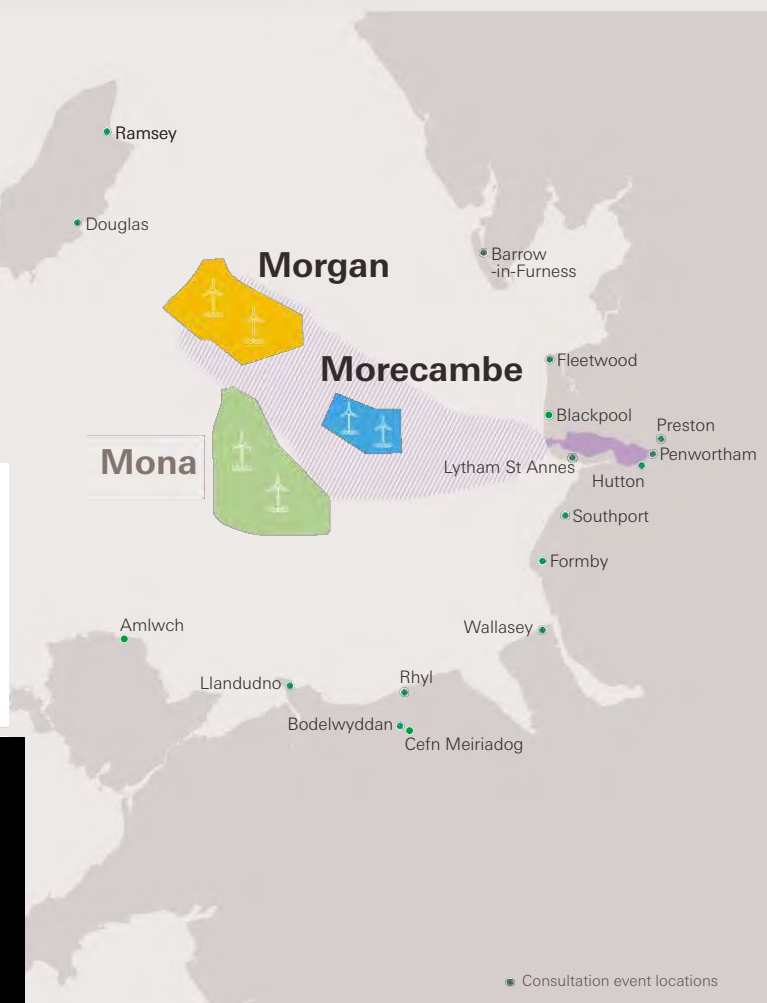 Ramsey
Douglas
Morgan
Barrow
-in-Furness
Morecambe
Fleetwood
Blackpool
Preston
Mona
Penwortham
Lytham St Annes
Hutton
Southport
Formby
Amlwch
Wallasey
Llandudno
Rhyl
Bodelwyddan
Cefn Meiriadog
Consultation event locations